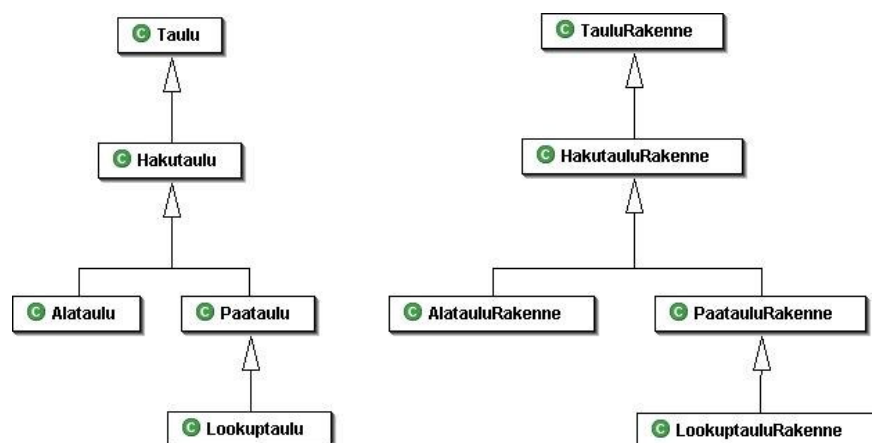 Taulu
Hakutaulu
Alataulu
Paataulu
Lookuptaulu
TauluRakenne
HakutauluRakenne
AlatauluRakenne
PaatauluRakenne
LookuptauluRakenne